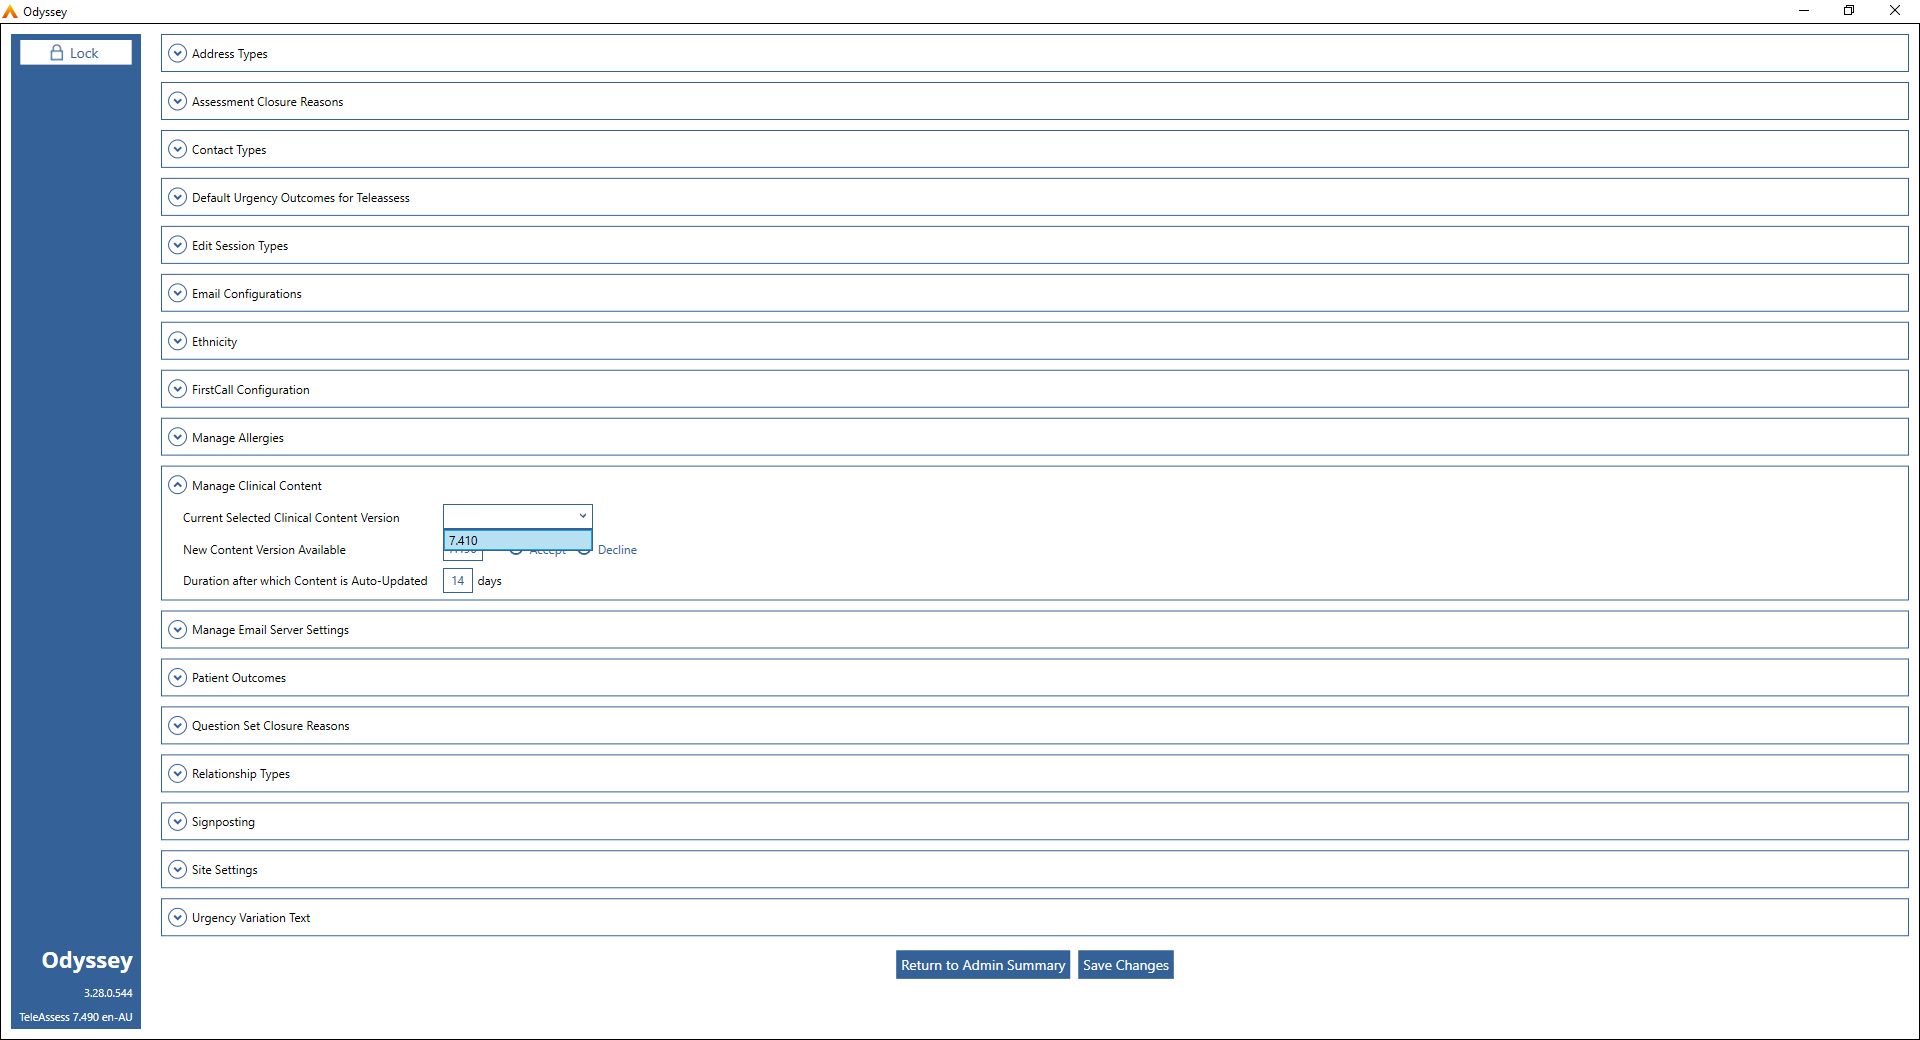 Odyssey
Lock
Address Types
Assessment Closure Reasons
Contact Types
Default Urgency Outcomes for Teleassess
Edit Session Types
Email Configurations
Ethnicity
FirstCall Configuration
Manage Allergies
Manage Clinical Content
Current Selected Clinical Content Version
7.410
New Content Version Available
Accept Decline
Duration after which Content is Auto-Updated 14 days
Manage Email Server Settings
Patient Outcomes
Question Set Closure Reasons
Relationship Types
Signposting
Site Settings
Urgency Variation Text
Return to Admin Summary Save Changes
Odyssey
3.28.0.544
TeleAssess 7.490 en-AU